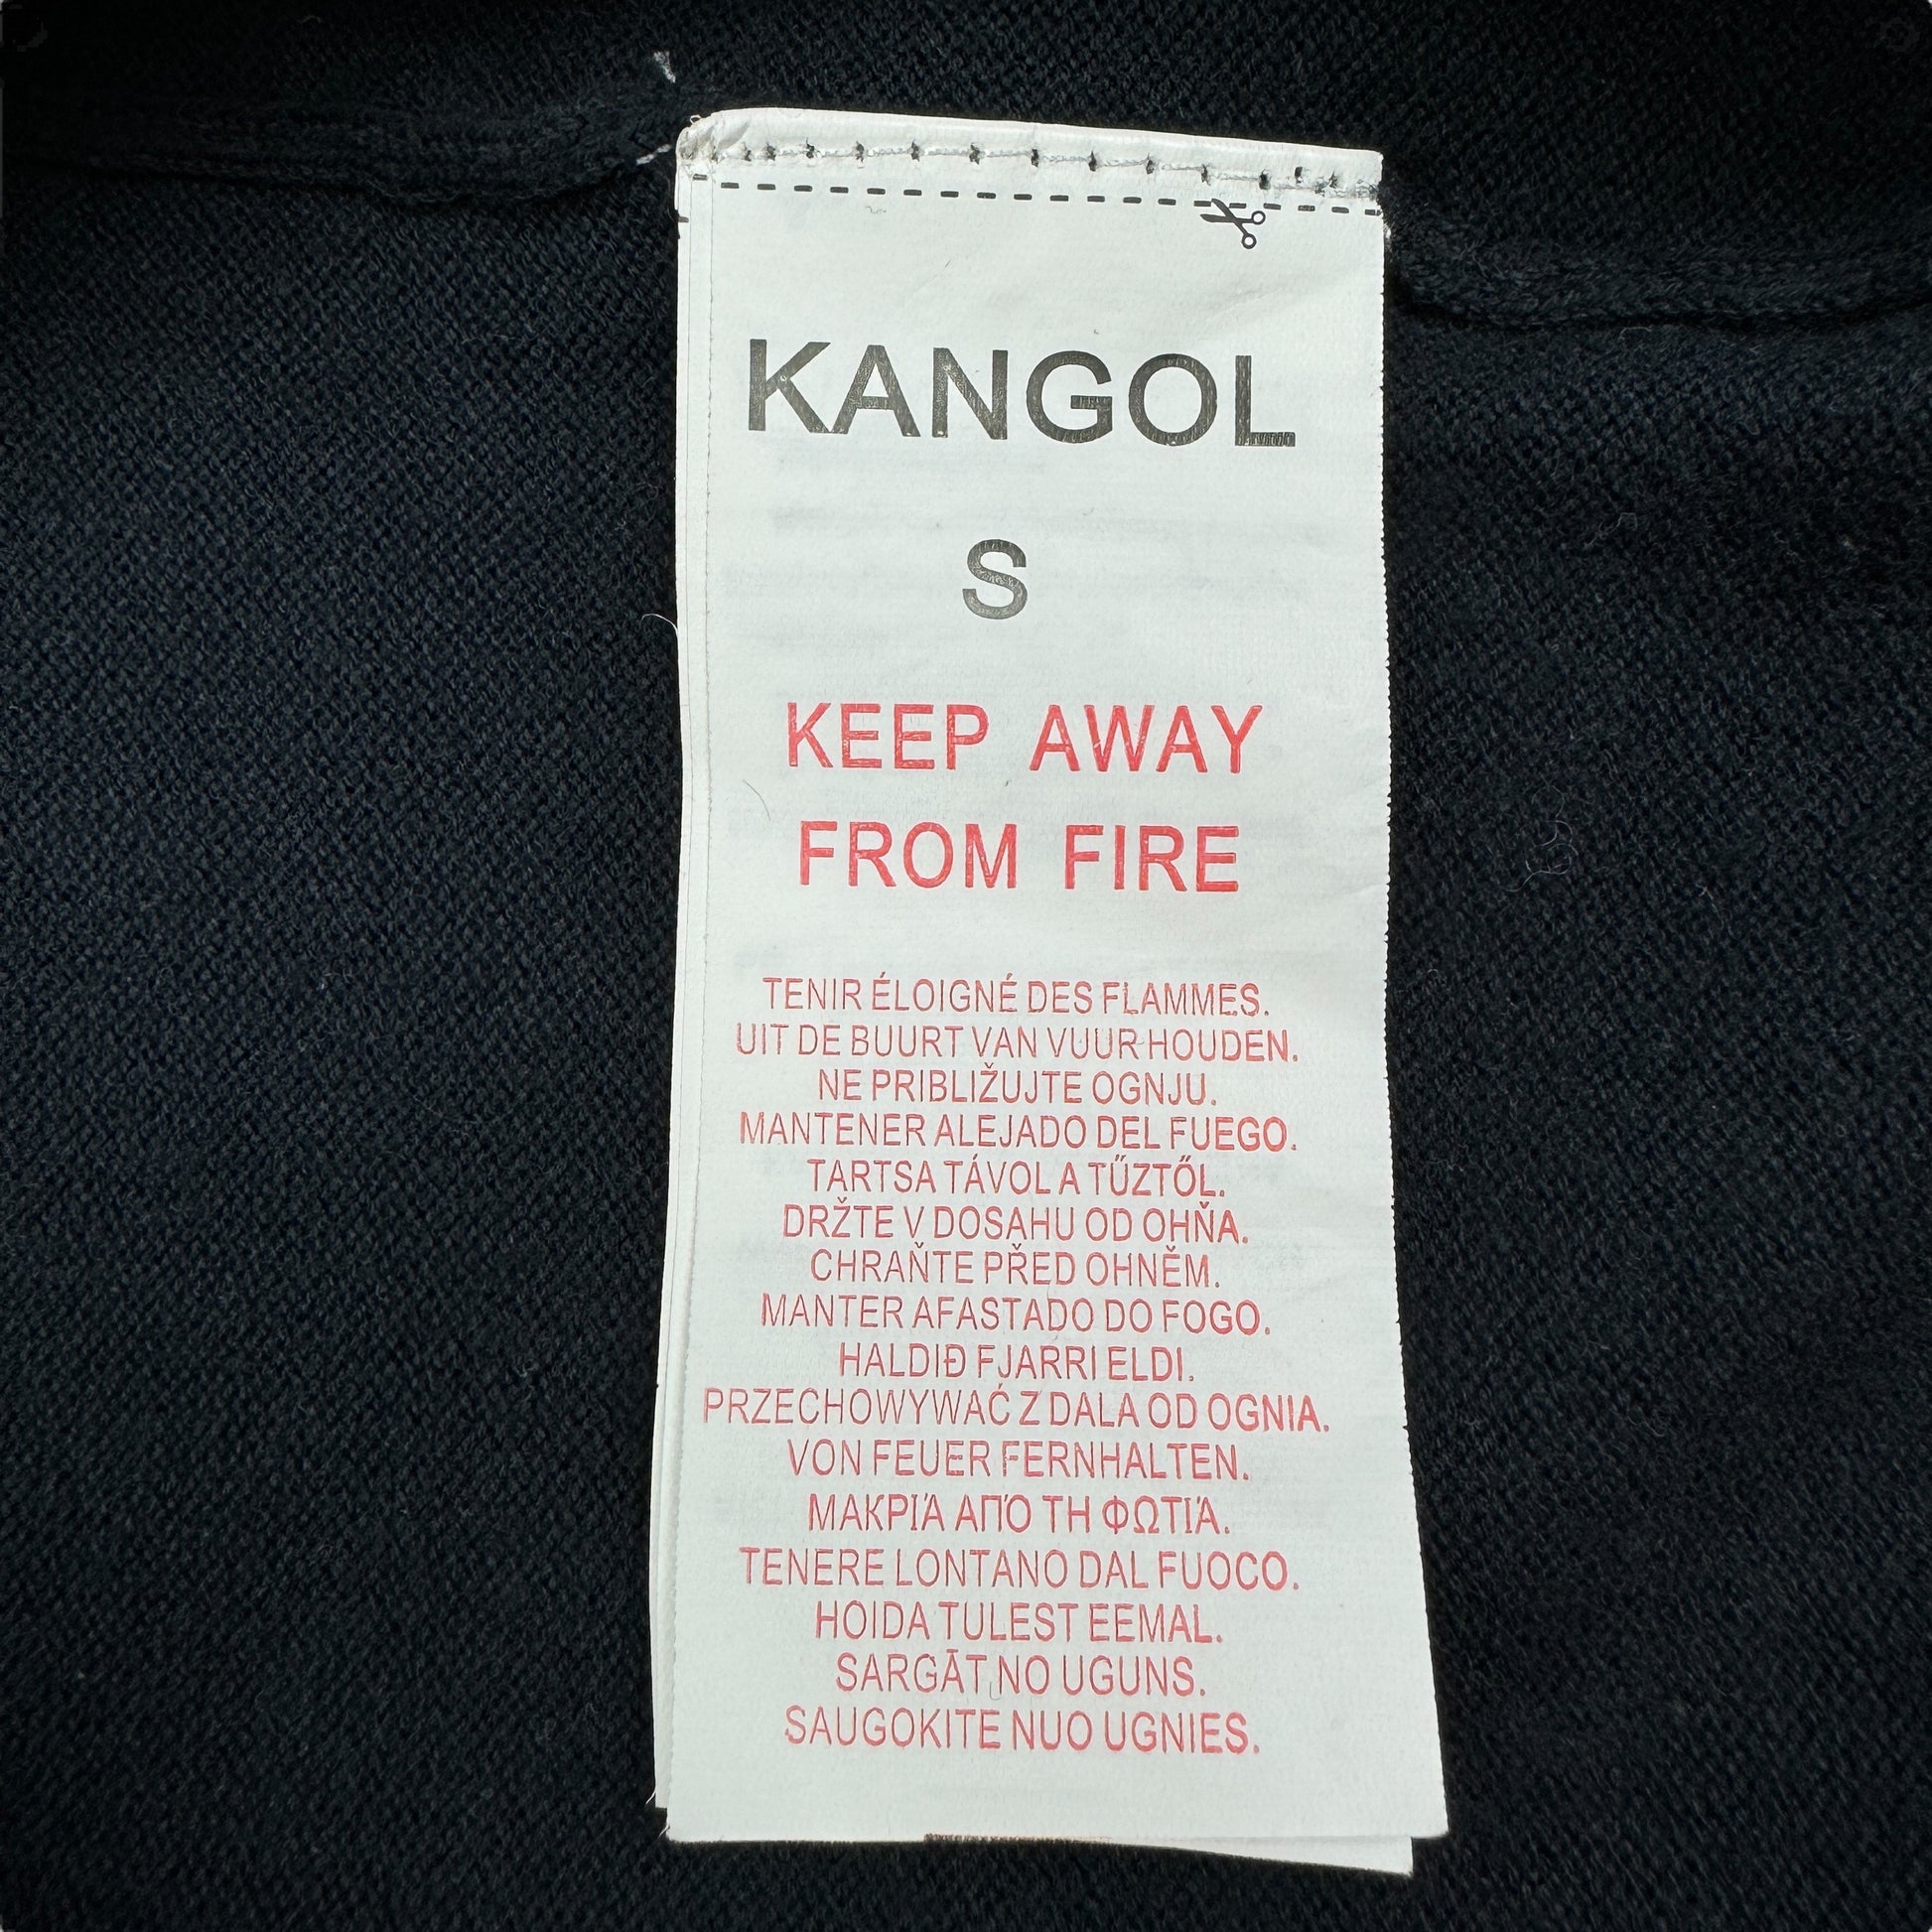 KANGOL
S
KEEP AWAY
FROM FIRE
TENIR ÉLOIGNÉ DES FLAMMES.
UIT DE BUURT VAN VUUR HOUDEN.
NE PRIBLIŽUJTE OGNJU.
MANTENER ALEJADO DEL FUEGO.
TARTSA TÁVOL A TŰZTŐL.
DRŽTE V DOSAHU OD OHŇA.
CHRAŇTE PŘED OHNĚM.
MANTER AFASTADO DO FOGO.
HALDIÐ FJARRI ELDI.
PRZECHOWYWAĆ Z DALA OD OGNIA.
VON FEUER FERNHALTEN.
ΜΑΚΡΙΆ ΑΠΌ ΤΗ ΦΩΤΙΆ.
TENERE LONTANO DAL FUOCO.
HOIDA TULEST EEMAL.
SARGĀT NO UGUNS.
SAUGOKITE NUO UGNIES.